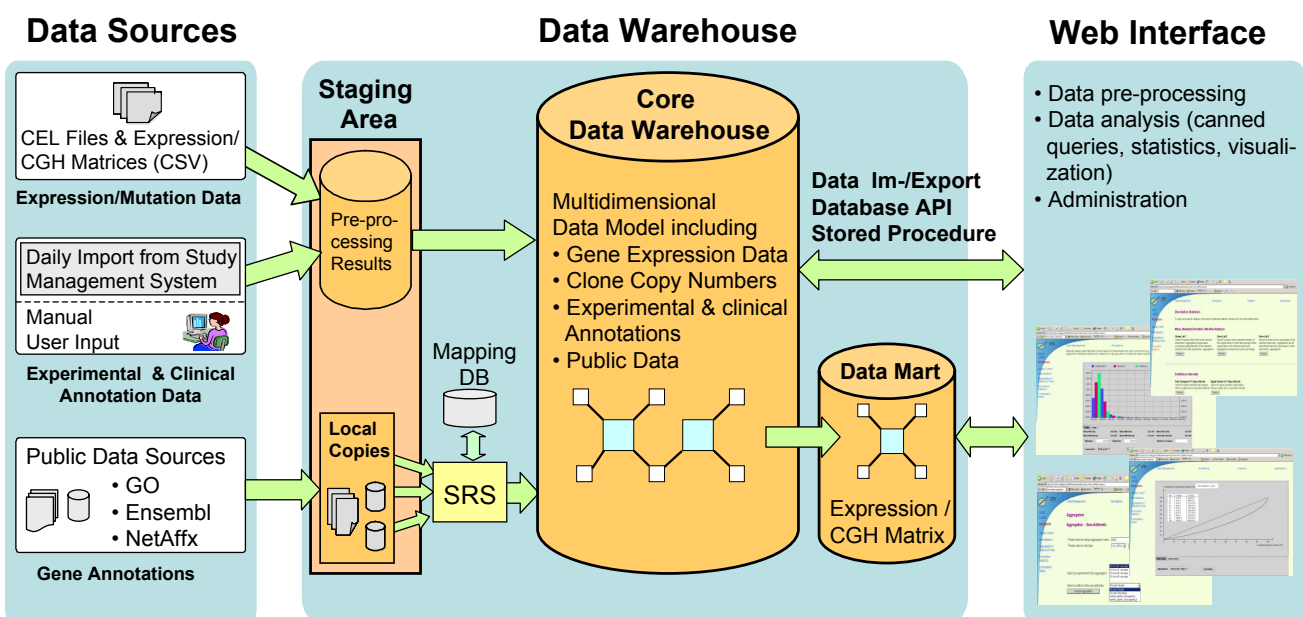 Data Sources
Data Warehouse
Web Interface
CEL Files & Expression/
CGH Matrices (CSV)
Expression/Mutation Data
Daily Import from Study
Management System
Manual
User Input
Experimental & Clinical
Annotation Data
Public Data Sources
• GO
• Ensembl
• NetAffx
Gene Annotations
Staging
Area
Pre-pro-
cessing
Results
Local
Copies
Mapping
DB
SRS
Core
Data Warehouse
Multidimensional
Data Model including
• Gene Expression Data
• Clone Copy Numbers
• Experimental & clinical
Annotations
• Public Data
Data Im-/Export
Database API
Stored Procedure
Data Mart
Expression /
CGH Matrix
• Data pre-processing
• Data analysis (canned
queries, statistics, visuali-
zation)
• Administration